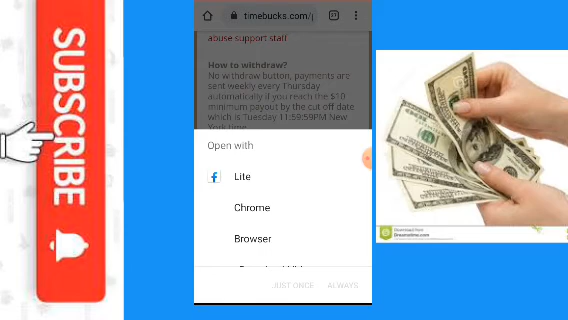 SUBSCRIBE
timebucks.com/
abuse support staff
How to withdraw?
No withdraw button, payments are
sent weekly every Thursday
automatically if you reach the $10
minimum payout by the cut off date
which is Tuesday 11:59:59PM New
York time
Open with
Lite
Chrome
Browser
JUST ONCE ALWAYS
Dreamstime.com